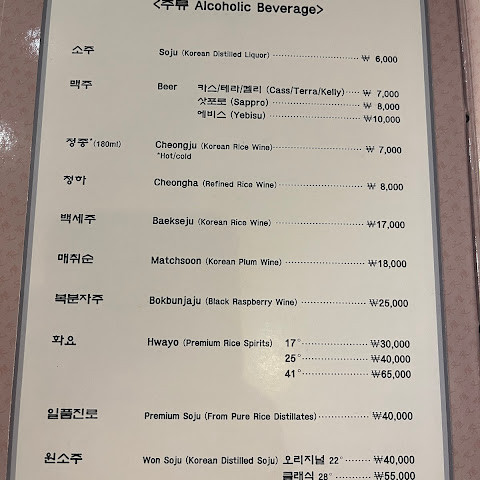 <주류 Alcoholic Beverage>
소주 Soju (Korean Distilled Liquor) ₩ 6,000
맥주 Beer 카스/테라/켈리 (Cass/Terra/Kelly) ₩ 7,000
삿포로 (Sappro) ₩ 8,000
에비스 (Yebisu) ₩10,000
정종*(180ml) Cheongju (Korean Rice Wine) ₩ 7,000
*Hot/cold
청하 Cheongha (Refined Rice Wine) ₩ 8,000
백세주 Baekseju (Korean Rice Wine) ₩17,000
매취순 Matchsoon (Korean Plum Wine) ₩18,000
복분자주 Bokbunjaju (Black Raspberry Wine) ₩25,000
화요 Hwayo (Premium Rice Spirits) 17° ₩30,000
25° ₩40,000
41° ₩65,000
일품진로 Premium Soju (From Pure Rice Distillates) ₩40,000
원소주 Won Soju (Korean Distilled Soju) 오리지널 22° ₩40,000
클래식 28° ₩55,000